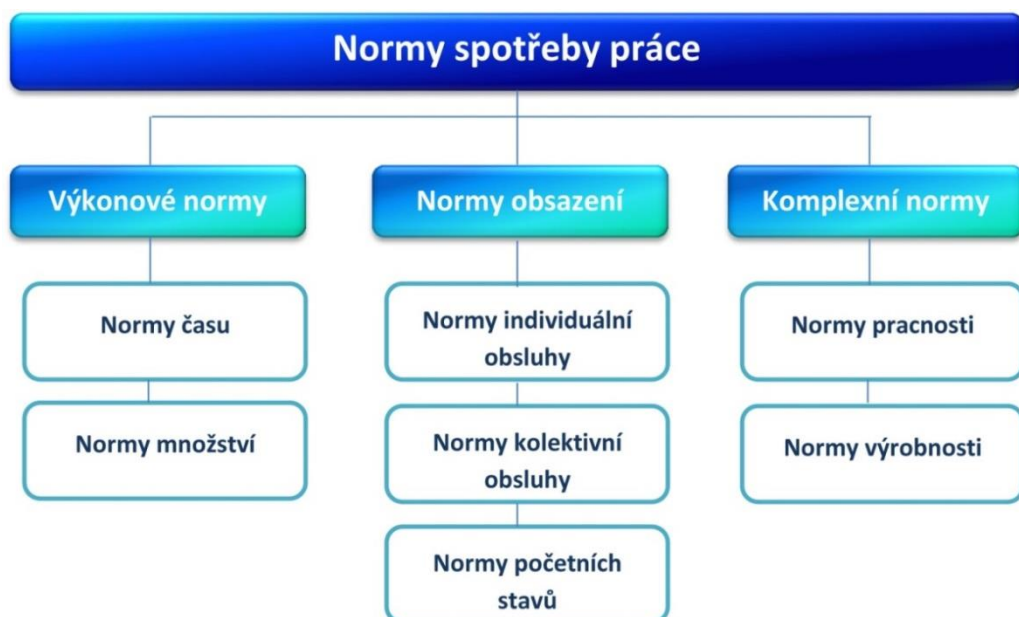 Normy spotřeby práce
Výkonové normy
Normy času
Normy množství
Normy obsazení
Normy individuální
obsluhy
Normy kolektivní
obsluhy
Normy početních
stavů
Komplexní normy
Normy pracnosti
Normy výrobnosti